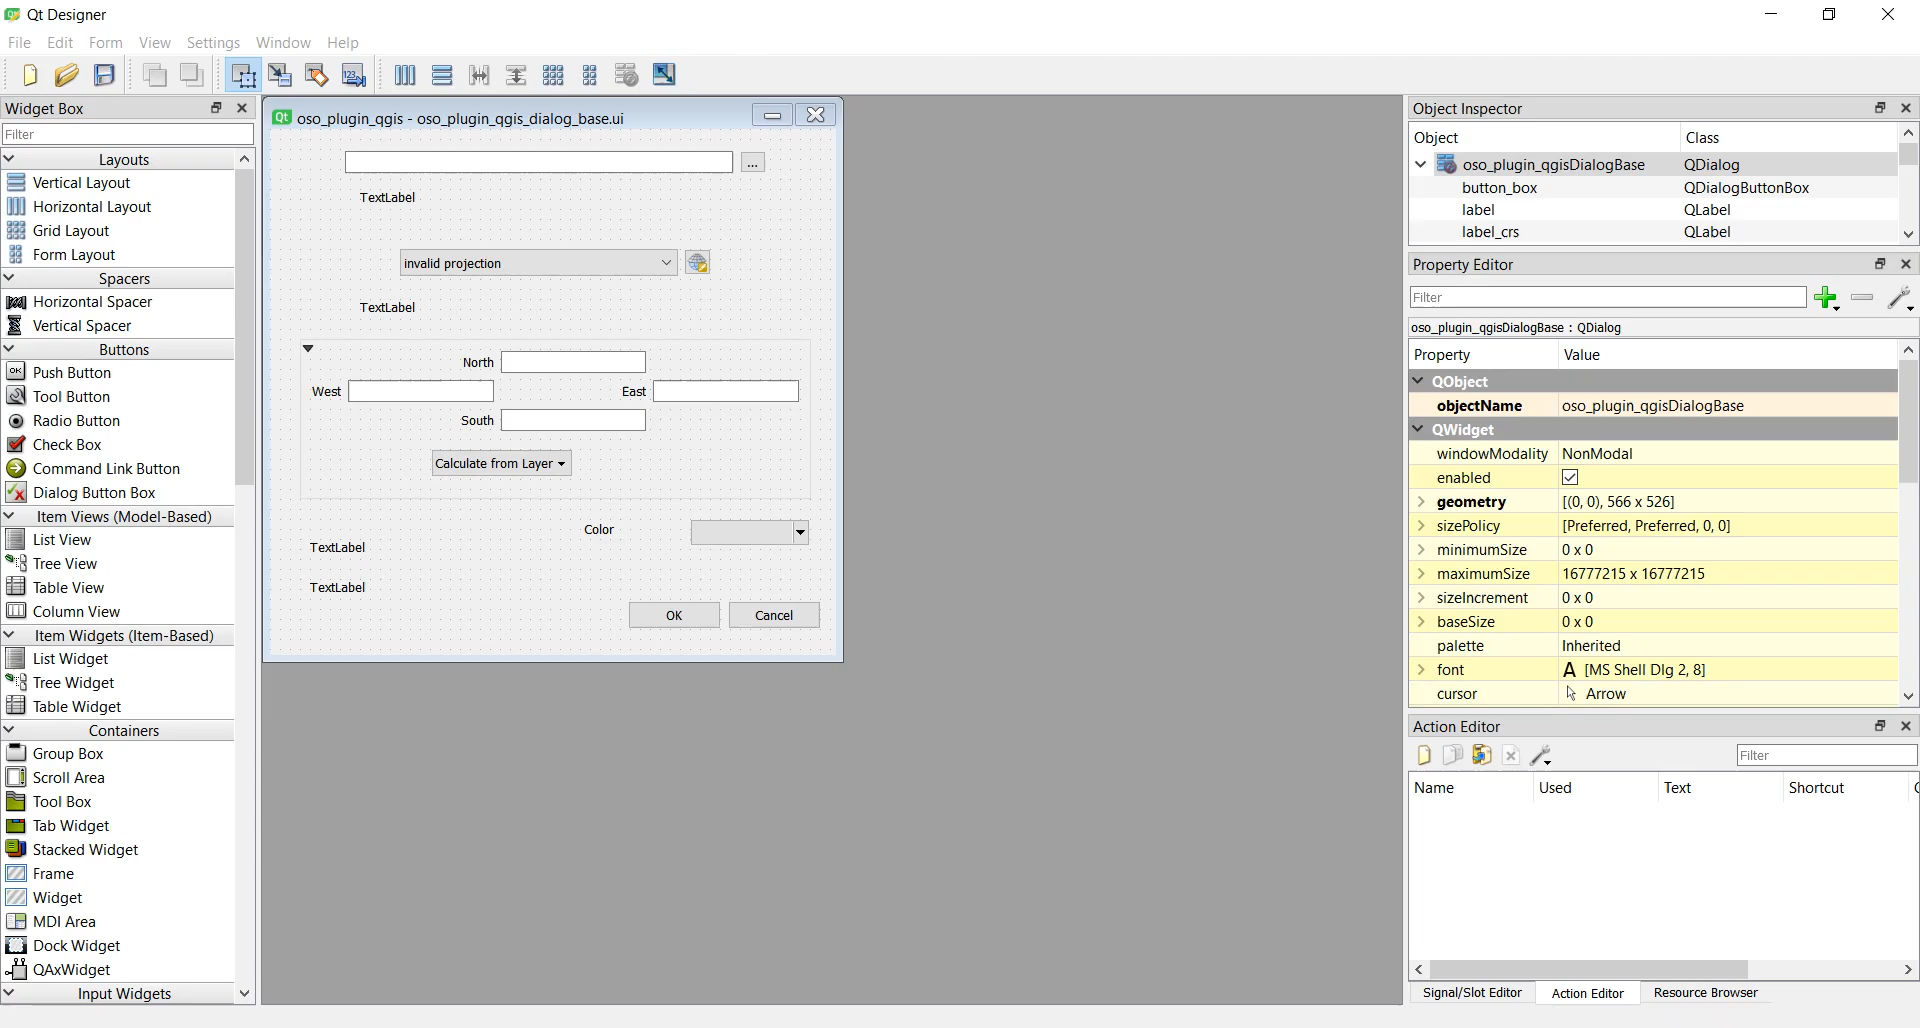 Qt Designer
File Edit Form View Settings Window Help
Widget Box
Filter
Layouts
Vertical Layout
Horizontal Layout
Grid Layout
Form Layout
Spacers
Horizontal Spacer
Vertical Spacer
Buttons
Push Button
Tool Button
Radio Button
Check Box
Command Link Button
Dialog Button Box
Item Views (Model-Based)
List View
Tree View
Table View
Column View
Item Widgets (Item-Based)
List Widget
Tree Widget
Table Widget
Containers
Group Box
Scroll Area
Tool Box
Tab Widget
Stacked Widget
Frame
Widget
MDI Area
Dock Widget
QAxWidget
Input Widgets
oso_plugin_qgis - oso_plugin_qgis_dialog_base.ui
...
TextLabel
invalid projection
TextLabel
North
West East
South
Calculate from Layer
Color
TextLabel
TextLabel
OK Cancel
Object Inspector
Object Class
oso_plugin_qgisDialogBase QDialog
button_box QDialogButtonBox
label QLabel
label_crs QLabel
Property Editor
Filter
oso_plugin_qgisDialogBase : QDialog
Property Value
QObject
objectName oso_plugin_qgisDialogBase
QWidget
windowModality NonModal
enabled
geometry [(0, 0), 566 x 526]
sizePolicy [Preferred, Preferred, 0, 0]
minimumSize 0 x 0
maximumSize 16777215 x 16777215
sizeIncrement 0 x 0
baseSize 0 x 0
palette Inherited
font A [MS Shell Dlg 2, 8]
cursor Arrow
Action Editor
Filter
Name Used Text Shortcut
Signal/Slot Editor Action Editor Resource Browser